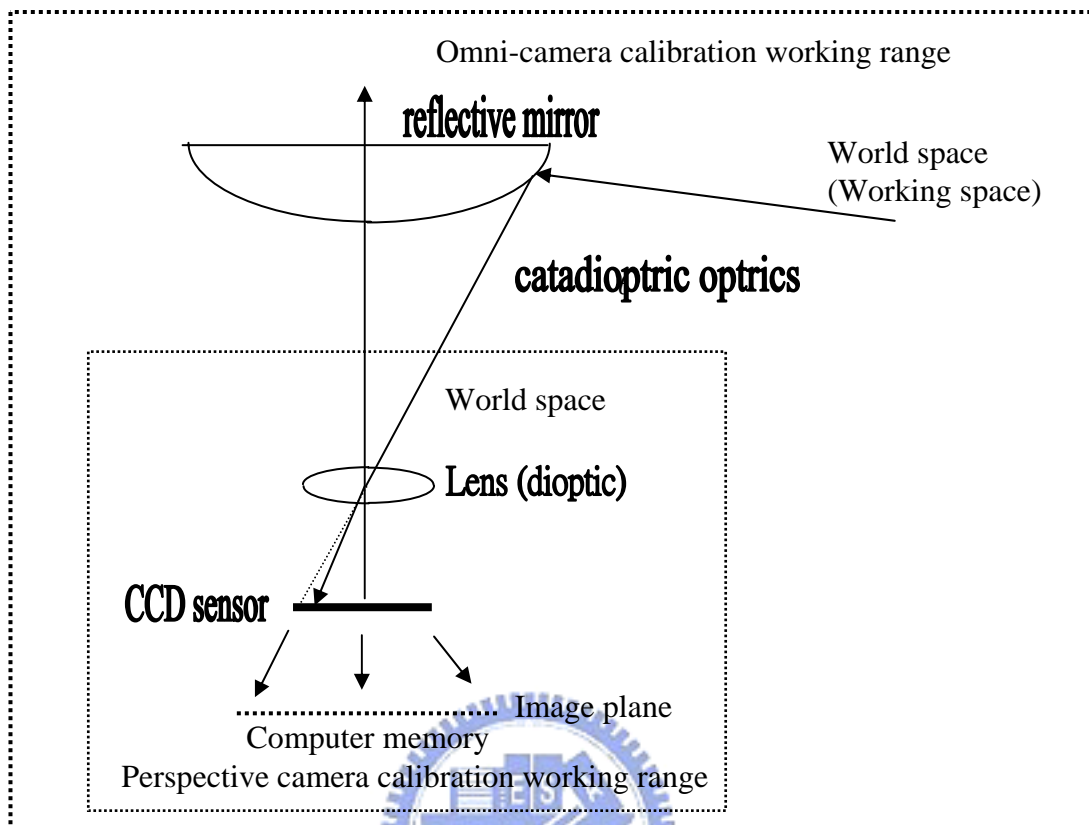 Omni-camera calibration working range
reflective mirror
World space
(Working space)
catadioptric optrics
World space
Lens (dioptic)
CCD sensor
Image plane
Computer memory
Perspective camera calibration working range